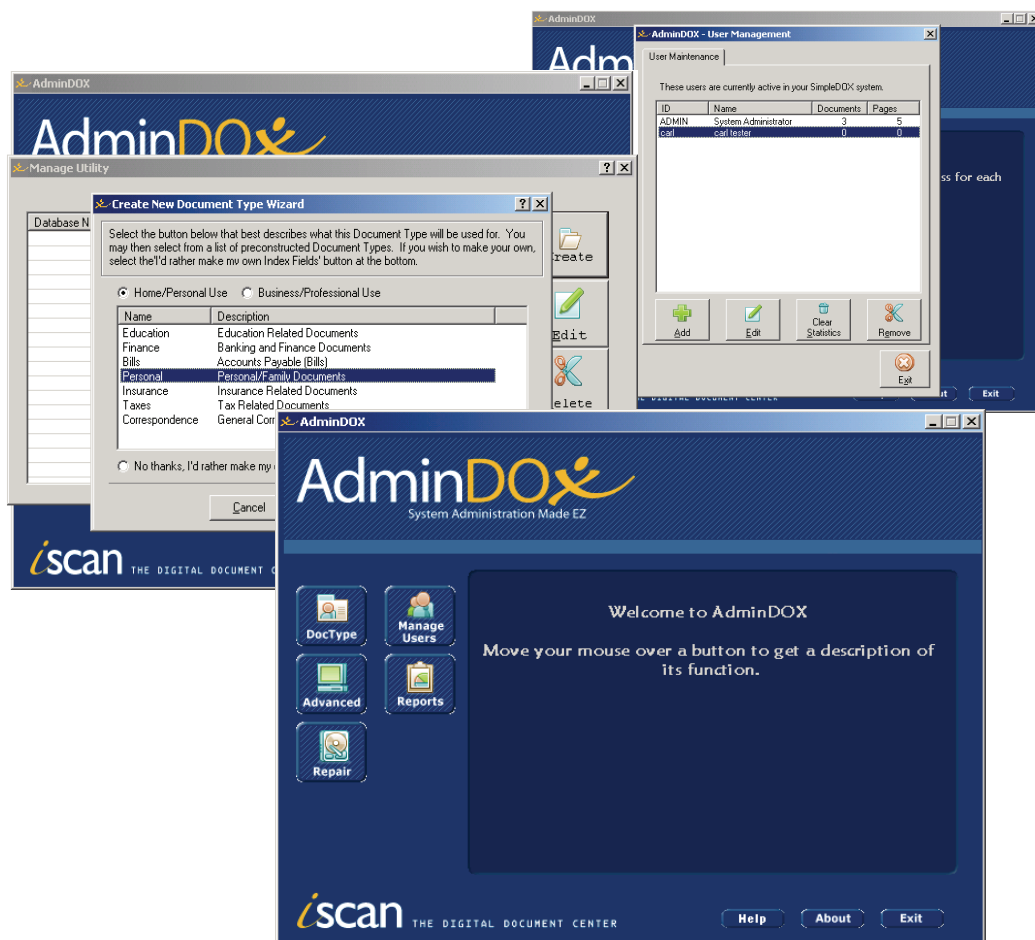 AdminDOX
AdminDOX - User Management
User Maintenance
These users are currently active in your SimpleDOX system.
ID Name Documents Pages
ADMIN System Administrator 3 5
carl carl tester 0 0
Add
Edit
Clear
Statistics
Remove
Exit
for each
Exit
AdminDOX
AdminDOX
Manage Utility
Database N
Create New Document Type Wizard
Select the button below that best describes what this Document Type will be used for. You
may then select from a list of preconstructed Document Types. If you wish to make your own,
select the'I'd rather make my own Index Fields' button at the bottom.
Home/Personal Use Business/Professional Use
Name Description
Education Education Related Documents
Finance Banking and Finance Documents
Bills Accounts Payable (Bills)
Personal Personal/Family Documents
Insurance Insurance Related Documents
Taxes Tax Related Documents
Correspondence General Corr
No thanks, I'd rather make my
Cancel
reate
Edit
elete
iscan THE DIGITAL DOCUMENT
AdminDOX
AdminDOX
System Administration Made EZ
DocType
Manage
Users
Advanced
Reports
Repair
Welcome to AdminDOX
Move your mouse over a button to get a description of
its function.
iscan THE DIGITAL DOCUMENT CENTER
Help About Exit